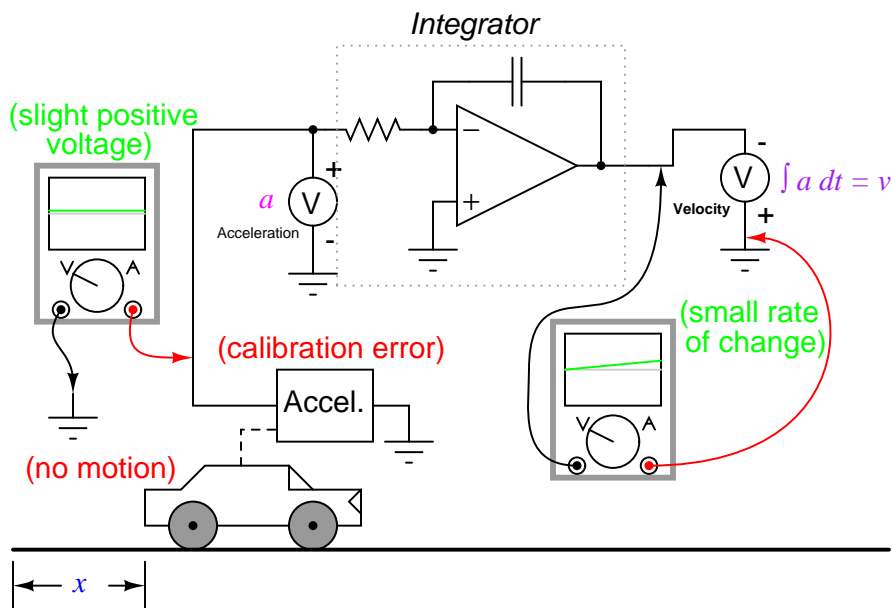 Integrator
(slight positive
voltage)
V A
a
Acceleration
+
V
-
−
+
-
V
+
Velocity
∫ a dt = v
(calibration error)
Accel.
(small rate
of change)
V A
(no motion)
x